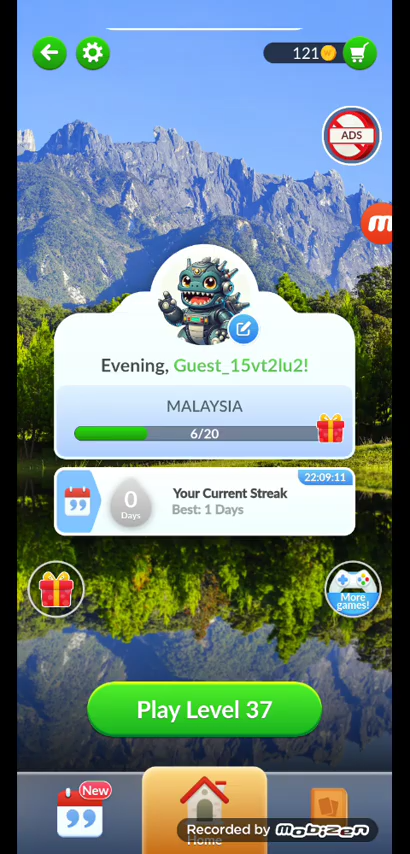 121
ADS
m
Evening, Guest_15vt2lu2!
MALAYSIA
6/20
22:09:11
0
Days
Your Current Streak
Best: 1 Days
More
games!
Play Level 37
New
Recorded by mobizen
Home